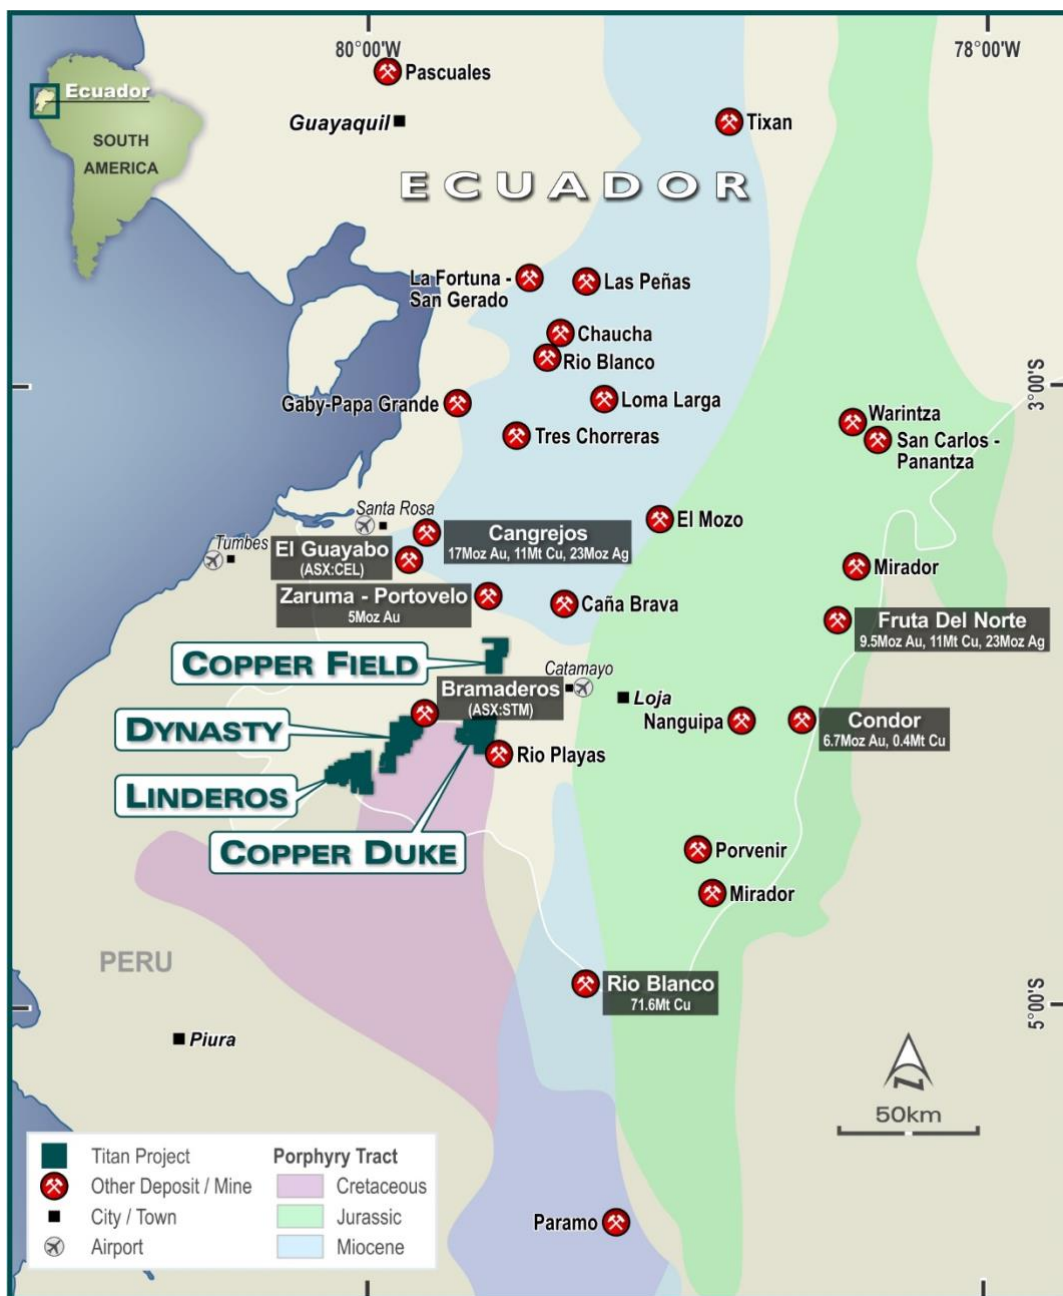 80°00'W
78°00'W
Ecuador
SOUTH
AMERICA
Pascuales
Guayaquil
Tixan
ECUADOR
La Fortuna -
San Gerado
Las Peñas
Chaucha
Rio Blanco
3°00'S
Gaby-Papa Grande
Loma Larga
Tres Chorreras
Warintza
San Carlos -
Panantza
Santa Rosa
Tumbes
El Guayabo
(ASX:CEL)
Cangrejos
17Moz Au, 11Mt Cu, 23Moz Ag
El Mozo
Mirador
Zaruma - Portovelo
5Moz Au
Caña Brava
Fruta Del Norte
9.5Moz Au, 11Mt Cu, 23Moz Ag
COPPER FIELD
Catamayo
Loja
Bramaderos
(ASX:STM)
DYNASTY
Nanguipa
Condor
6.7Moz Au, 0.4Mt Cu
Rio Playas
LINDEROS
COPPER DUKE
Porvenir
Mirador
PERU
Rio Blanco
71.6Mt Cu
5°00'S
Piura
N
50km
Titan Project
Other Deposit / Mine
City / Town
Airport
Porphyry Tract
Cretaceous
Jurassic
Miocene
Paramo